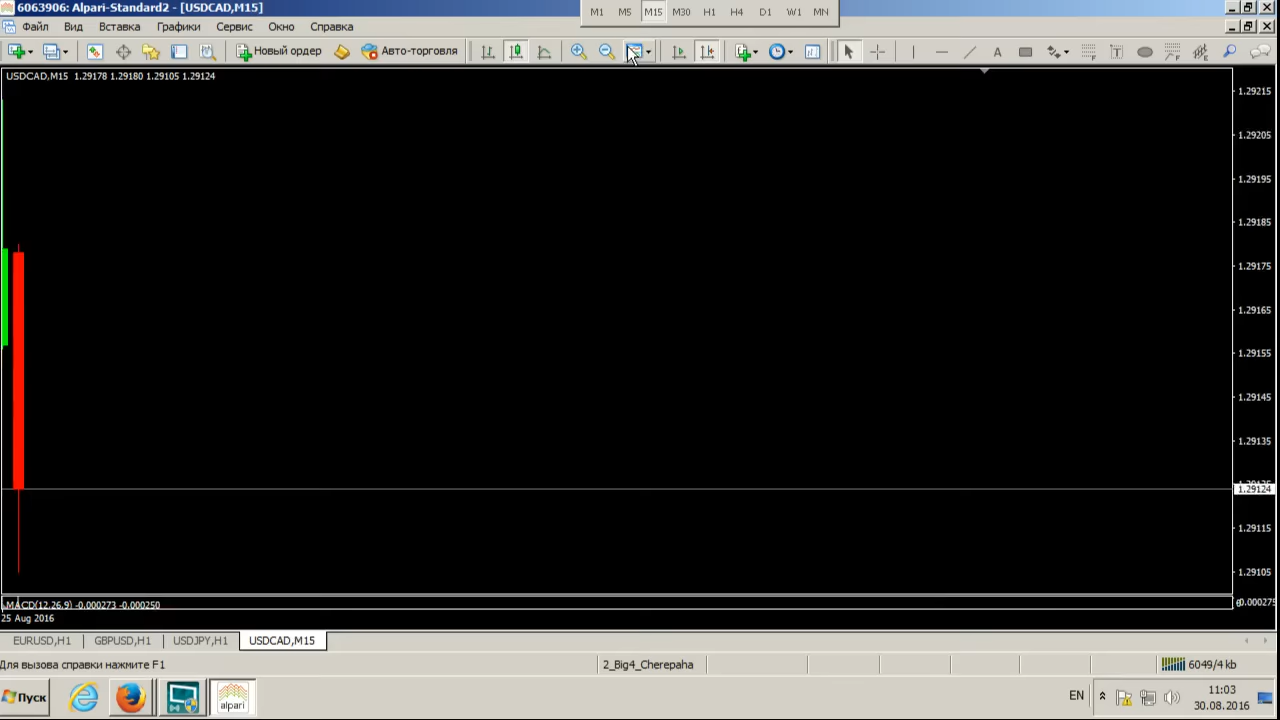 6063906: Alpari-Standard2 - [USDCAD,M15]
M1 M5 M15 M30 H1 H4 D1 W1 MN
Файл Вид Вставка Графики Сервис Окно Справка
Новый ордер Авто-торговля
USDCAD,M15 1.29178 1.29180 1.29105 1.29124
1.29215
1.29205
1.29195
1.29185
1.29175
1.29165
1.29155
1.29145
1.29135
1.29124
1.29115
1.29105
MACD(12,26,9) -0.000273 -0.000250
25 Aug 2016
EURUSD,H1 GBPUSD,H1 USDJPY,H1 USDCAD,M15
Для вызова справки нажмите F1 2_Big4_Cherepaha 6049/4 kb
Пуск alpari EN 11:03
30.08.2016